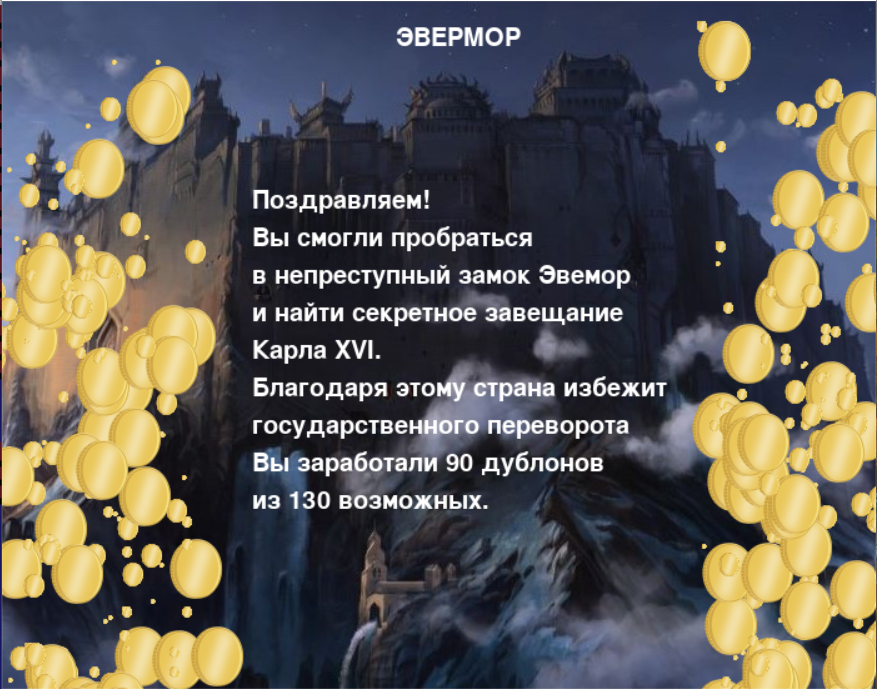 ЭВЕРМОР
Поздравляем!
Вы смогли пробраться
в непреступный замок Эвемор
и найти секретное завещание
Карла XVI.
Благодаря этому страна избежит
государственного переворота
Вы заработали 90 дублонов
из 130 возможных.